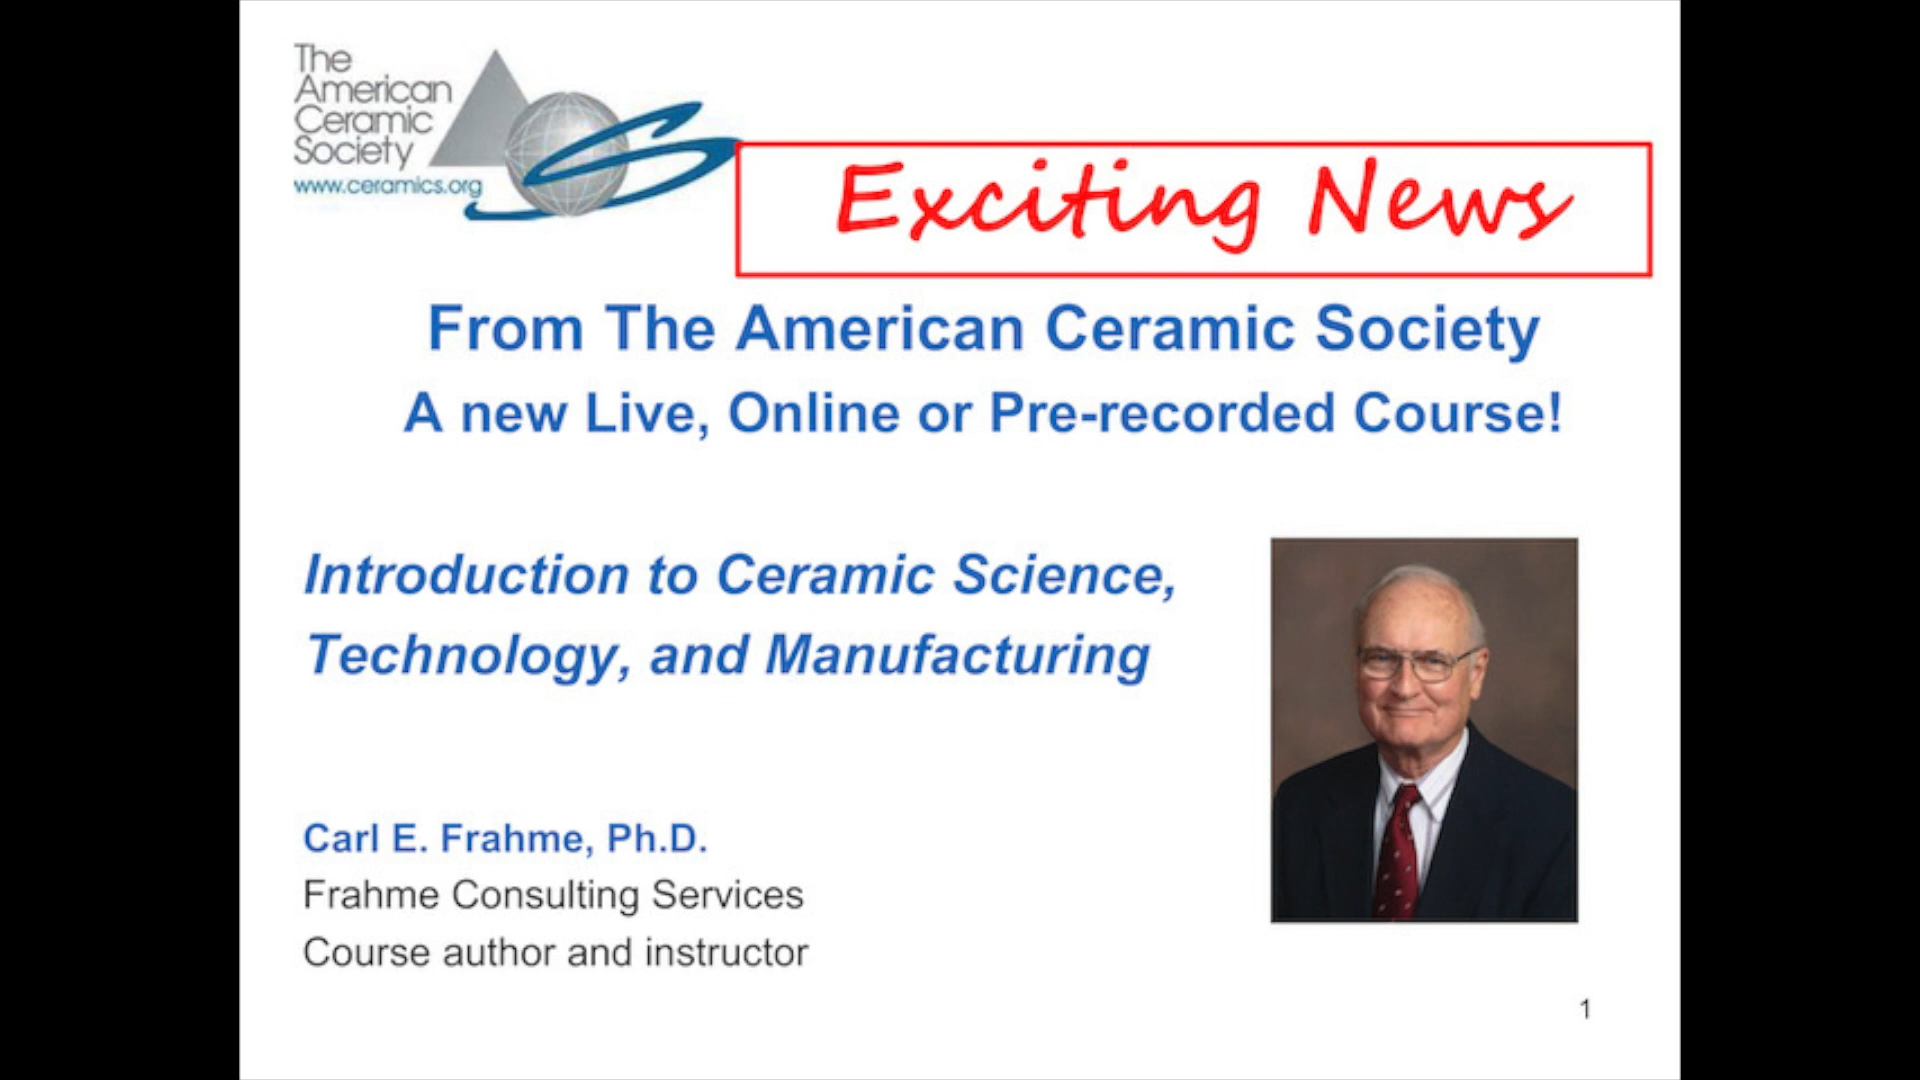 The
American
Ceramic
Society
www.ceramics.org
Exciting News
From The American Ceramic Society
A new Live, Online or Pre-recorded Course!
Introduction to Ceramic Science,
Technology, and Manufacturing
Carl E. Frahme, Ph.D.
Frahme Consulting Services
Course author and instructor
1